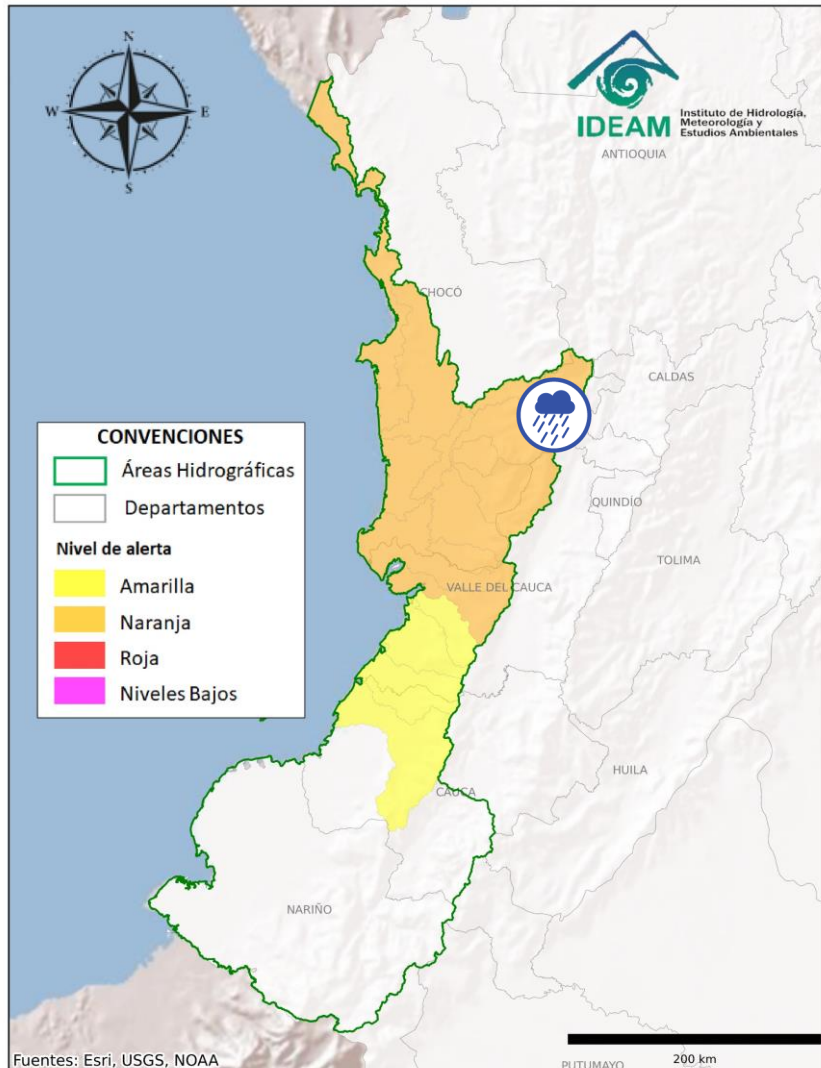 N
W
E
S
IDEAM
Instituto de Hidrología,
Meteorología y
Estudios Ambientales
ANTIOQUIA
CHOCÓ
CALDAS
CONVENCIONES
Áreas Hidrográficas
Departamentos
Nivel de alerta
Amarilla
Naranja
Roja
Niveles Bajos
QUINDÍO
TOLIMA
VALLE DEL CAUCA
HUILA
CAUCA
NARIÑO
PUTUMAYO
200 km
Fuentes: Esri, USGS, NOAA